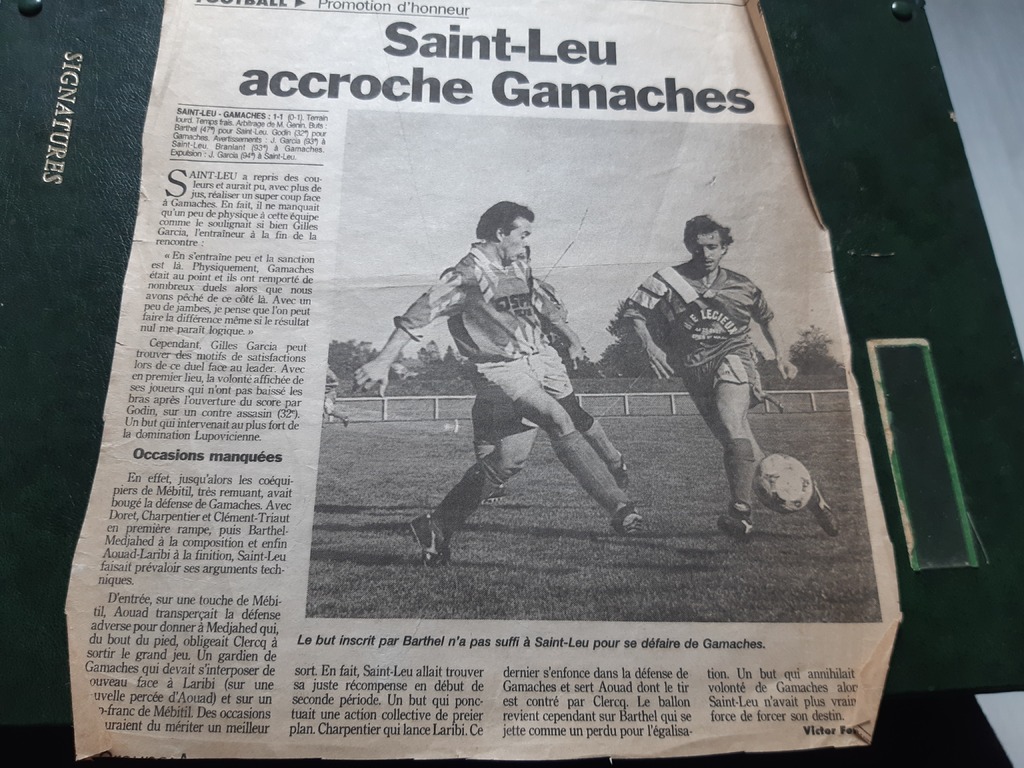 SIGNATURES
FOOTBALL ▶ Promotion d'honneur
Saint-Leu
accroche Gamaches
SAINT-LEU - GAMACHES : 1-1 (0-1). Terrain
lourd. Temps frais. Arbitrage de M. Genin. Buts :
Barthel (47e) pour Saint-Leu. Godin (32e) pour
Gamaches. Avertissements : J. Garcia (93e) à
Saint-Leu. Branlant (93e) à Gamaches.
Expulsion : J. Garcia (94e) à Saint-Leu.
SAINT-LEU a repris des cou-
leurs et aurait pu, avec plus de
jus, réaliser un super coup face
à Gamaches. En fait, il ne manquait
qu'un peu de physique à cette équipe
comme le soulignait si bien Gilles
Garcia, l'entraîneur à la fin de la
rencontre :
« En s'entraîne peu et la sanction
est là. Physiquement, Gamaches
était au point et ils ont remporté de
nombreux duels alors que nous
avons pêché de ce côté là. Avec un
peu de jambes, je pense que l'on peut
faire la différence même si le résultat
nul me paraît logique. »
Cependant, Gilles Garcia peut
trouver des motifs de satisfactions
lors de ce duel face au leader. Avec
en premier lieu, la volonté affichée de
ses joueurs qui n'ont pas baissé les
bras après l'ouverture du score par
Godin, sur un contre assasin (32e).
Un but qui intervenait au plus fort de
la domination Lupovicienne.
Occasions manquées
En effet, jusqu'alors les coéqui-
piers de Mébitil, très remuant, avait
bougé la défense de Gamaches. Avec
Doret, Charpentier et Clément-Triaut
en première rampe, puis Barthel-
Medjahed à la composition et enfin
Aouad-Laribi à la finition, Saint-Leu
faisait prévaloir ses arguments tech-
niques.
D'entrée, sur une touche de Mébi-
til, Aouad transperçait la défense
adverse pour donner à Medjahed qui,
du bout du pied, obligeait Clercq à
sortir le grand jeu. Un gardien de
Gamaches qui devait s'interposer de
ouveau face à Laribi (sur une
uvelle percée d'Aouad) et sur un
-franc de Mébitil. Des occasions
uraient du mériter un meilleur
LECIEUX
Le but inscrit par Barthel n'a pas suffi à Saint-Leu pour se défaire de Gamaches.
sort. En fait, Saint-Leu allait trouver
sa juste récompense en début de
seconde période. Un but qui ponc-
tuait une action collective de preier
plan. Charpentier qui lance Laribi. Ce
dernier s'enfonce dans la défense de
Gamaches et sert Aouad dont le tir
est contré par Clercq. Le ballon
revient cependant sur Barthel qui se
jette comme un perdu pour l'égalisa-
tion. Un but qui annihilait
volonté de Gamaches alor
Saint-Leu n'avait plus vraim
force de forcer son destin.
Victor